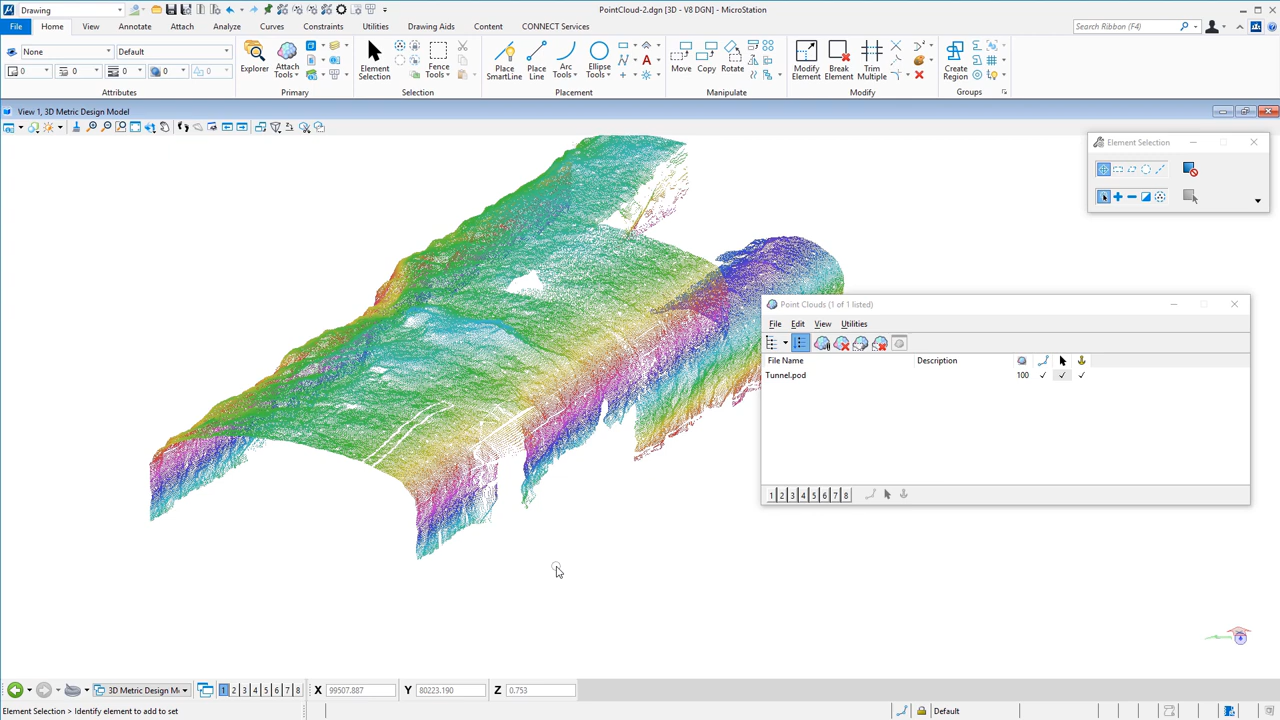 Drawing
PointCloud-2.dgn [3D - V8 DGN] - MicroStation
File Home View Annotate Attach Analyze Curves Constraints Utilities Drawing Aids Content CONNECT Services
Search Ribbon (F4)
None Default
0 0 0 0 0
Attributes
Explorer Attach Tools
Primary
Element Selection Fence Tools
Selection
Place SmartLine Place Line Arc Tools Ellipse Tools
Placement
Move Copy Rotate
Manipulate
Modify Element Break Element Trim Multiple
Modify
Create Region
Groups
View 1, 3D Metric Design Model
Element Selection
Point Clouds (1 of 1 listed)
File Edit View Utilities
File Name Description
Tunnel.pod 100
1 2 3 4 5 6 7 8
3D Metric Design Mo 1 2 3 4 5 6 7 8 X 99507.887 Y 80223.190 Z 0.753
Element Selection > Identify element to add to set Default